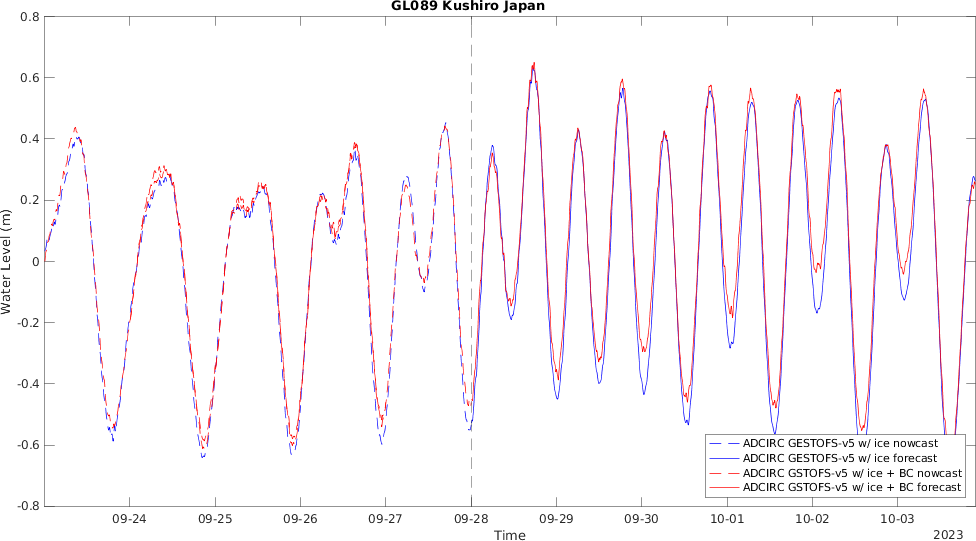 GL089 Kushiro Japan
0.8
0.6
0.4
0.2
0
-0.2
-0.4
-0.6
-0.8
Water Level (m)
ADCIRC GESTOFS-v5 w/ ice nowcast
ADCIRC GESTOFS-v5 w/ ice forecast
ADCIRC GSTOFS-v5 w/ ice + BC nowcast
ADCIRC GSTOFS-v5 w/ ice + BC forecast
09-24 09-25 09-26 09-27 09-28 09-29 09-30 10-01 10-02 10-03
Time
2023